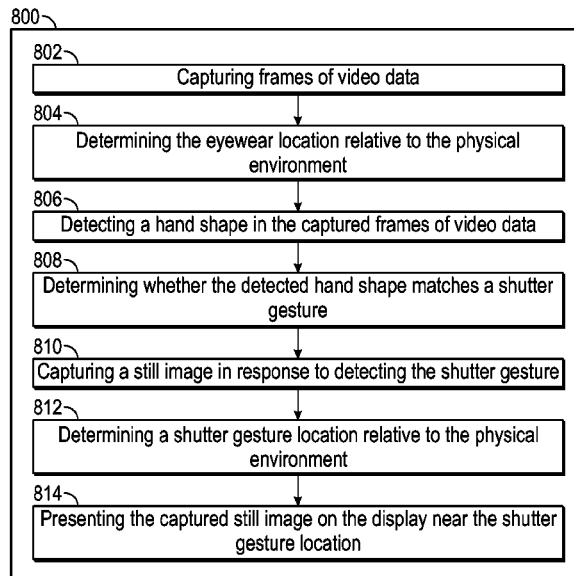 800
802
Capturing frames of video data
804
Determining the eyewear location relative to the physical
environment
806
Detecting a hand shape in the captured frames of video data
808
Determining whether the detected hand shape matches a shutter
gesture
810
Capturing a still image in response to detecting the shutter gesture
812
Determining a shutter gesture location relative to the physical
environment
814
Presenting the captured still image on the display near the shutter
gesture location